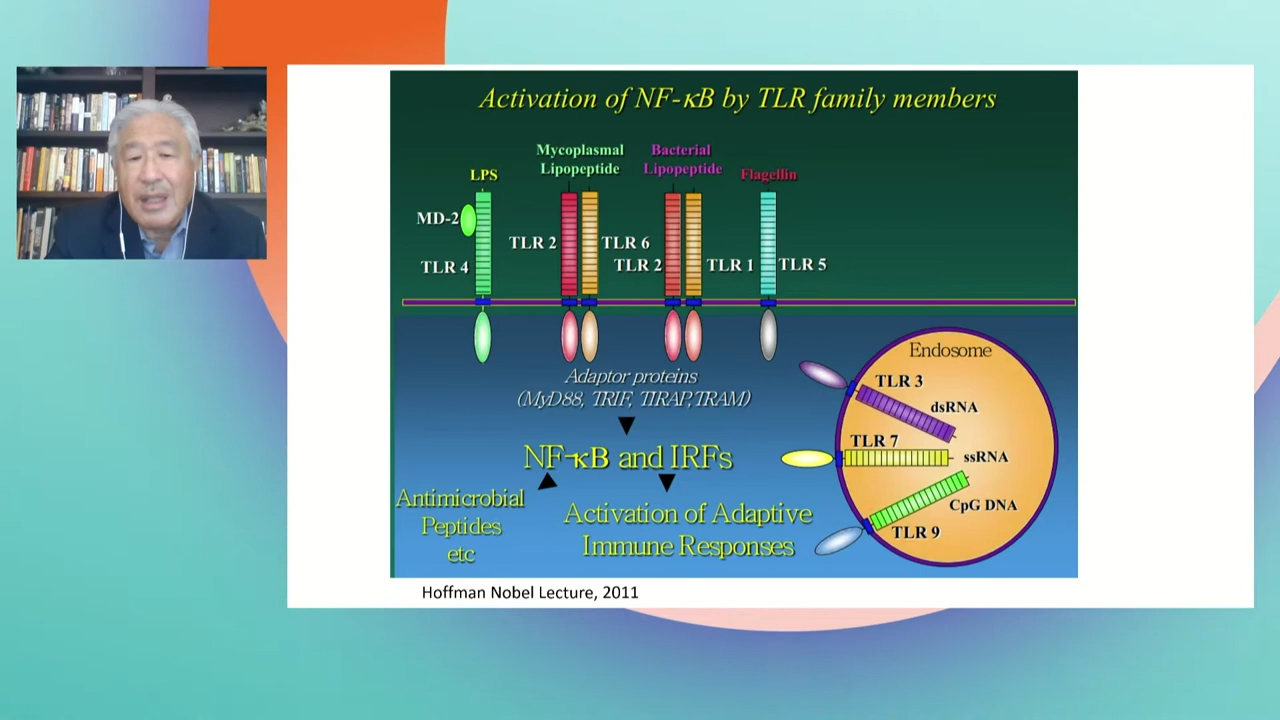 Activation of NF-κB by TLR family members
Mycoplasmal
Lipopeptide
Bacterial
Lipopeptide
LPS
Flagellin
MD-2
TLR 4
TLR 2
TLR 6
TLR 2
TLR 1
TLR 5
Adaptor proteins
(MyD88, TRIF, TIRAP, TRAM)
NF-κB and IRFs
Antimicrobial
Peptides
etc
Activation of Adaptive
Immune Responses
Endosome
TLR 3
dsRNA
TLR 7
ssRNA
CpG DNA
TLR 9
Hoffman Nobel Lecture, 2011